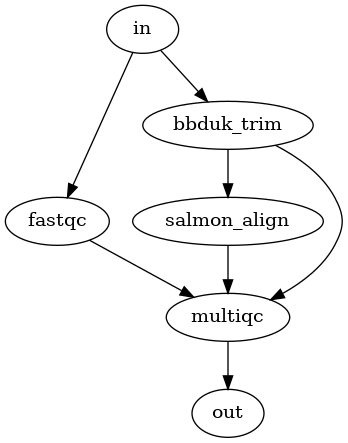 in
bbduk_trim
fastqc
salmon_align
multiqc
out